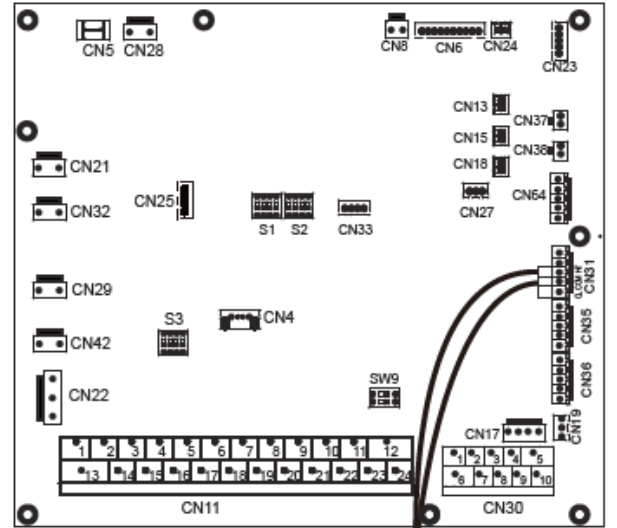 CN5 CN28 CN8 CN6 CN24 CN23
CN13 CN37
CN15 CN38
CN18
CN21 CN25 CN27 CN54
CN32 S1 S2 CN33
CN31
CN29 CN4 CN35
S3
CN42
CN22 SW9 CN36
CN17 CN19
1 2 3 4 5 6 7 8 9 10 11 12
13 14 15 16 17 18 19 20 21 22 23 24
1 2 3 4 5
6 7 8 9 10
CN11 CN30